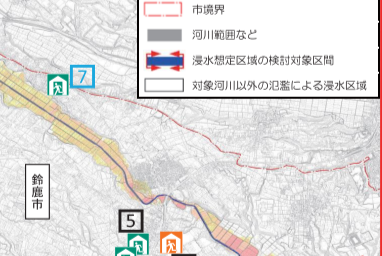 市境界
河川範囲など
浸水想定区域の検討対象区間
対象河川以外の氾濫による浸水区域
7
鈴鹿市
5